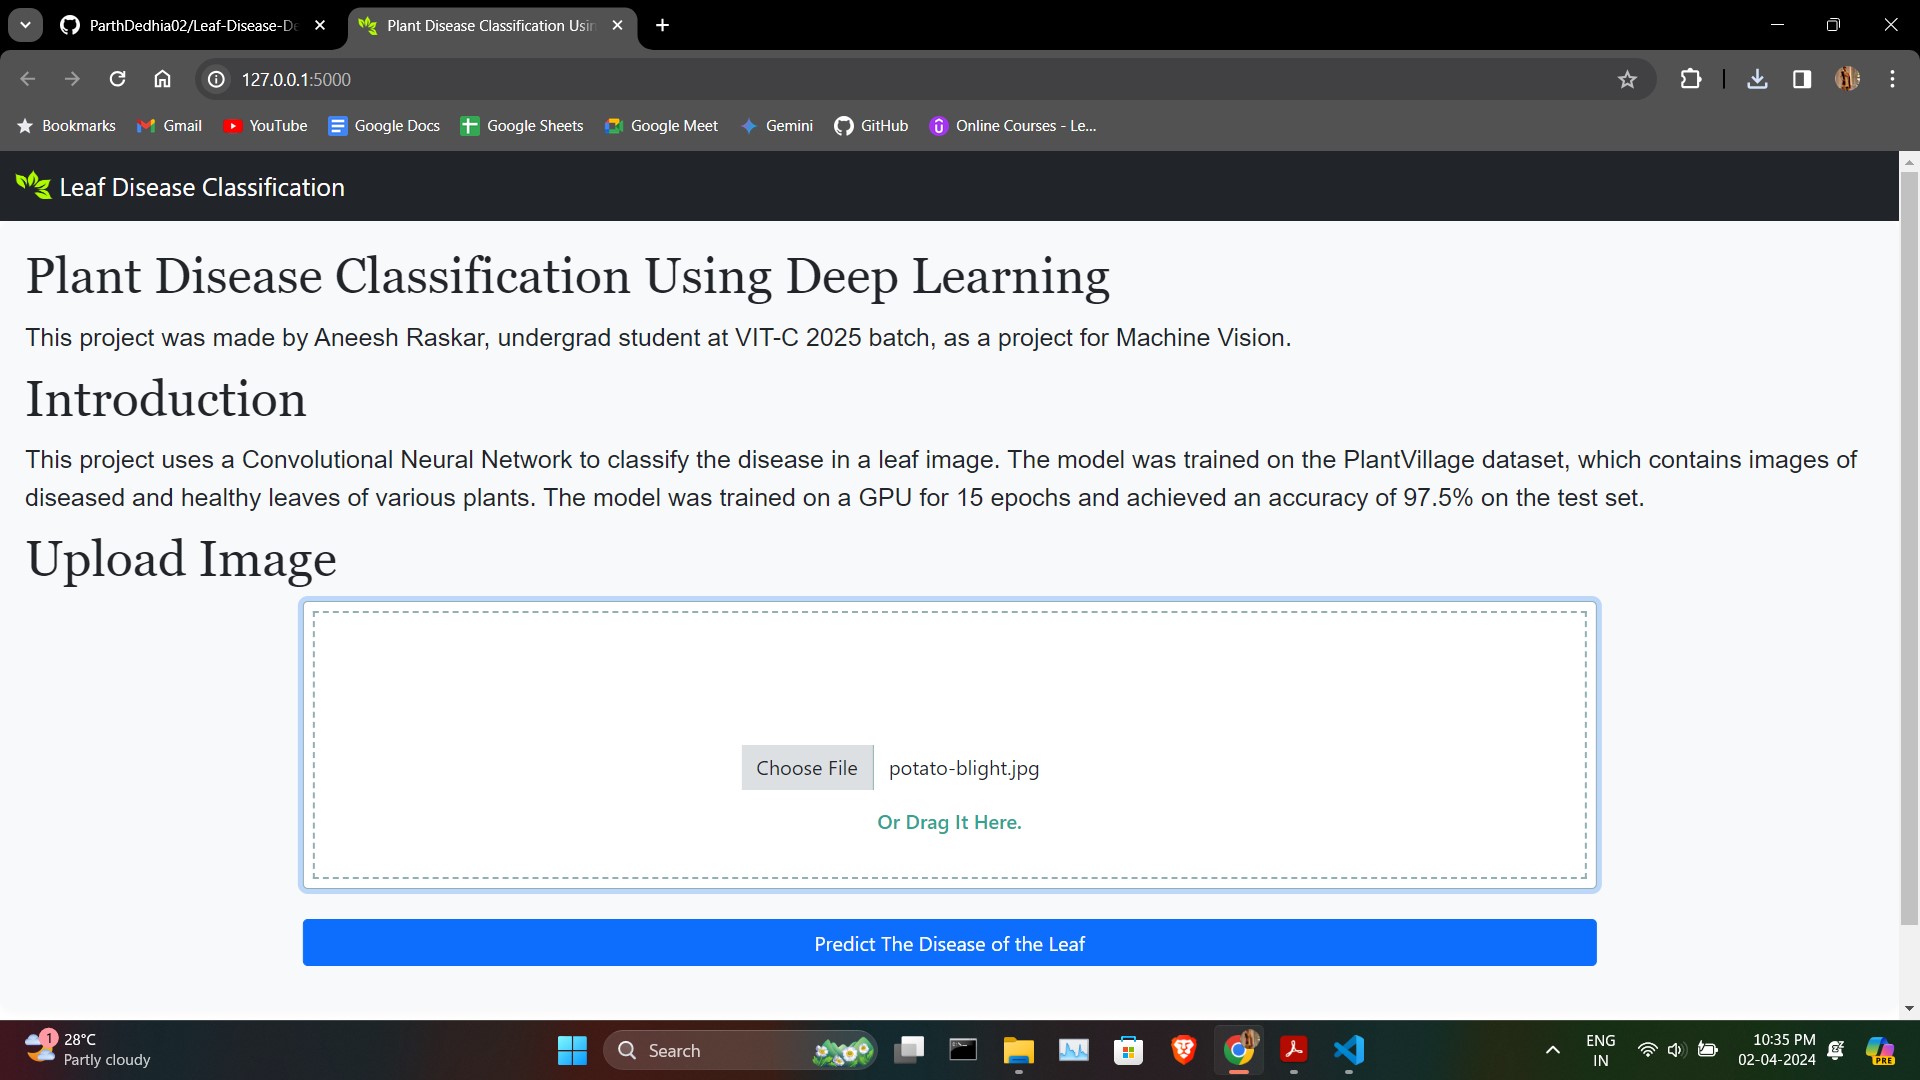 ParthDedhia02/Leaf-Disease-De
Plant Disease Classification Usin
127.0.0.1:5000
Bookmarks
Gmail
YouTube
Google Docs
Google Sheets
Google Meet
Gemini
GitHub
Online Courses - Le...
Leaf Disease Classification
Plant Disease Classification Using Deep Learning
This project was made by Aneesh Raskar, undergrad student at VIT-C 2025 batch, as a project for Machine Vision.
Introduction
This project uses a Convolutional Neural Network to classify the disease in a leaf image. The model was trained on the PlantVillage dataset, which contains images of
diseased and healthy leaves of various plants. The model was trained on a GPU for 15 epochs and achieved an accuracy of 97.5% on the test set.
Upload Image
Choose File potato-blight.jpg
Or Drag It Here.
Predict The Disease of the Leaf
1
28°C
Partly cloudy
Search
ENG
IN
10:35 PM
02-04-2024
PRE